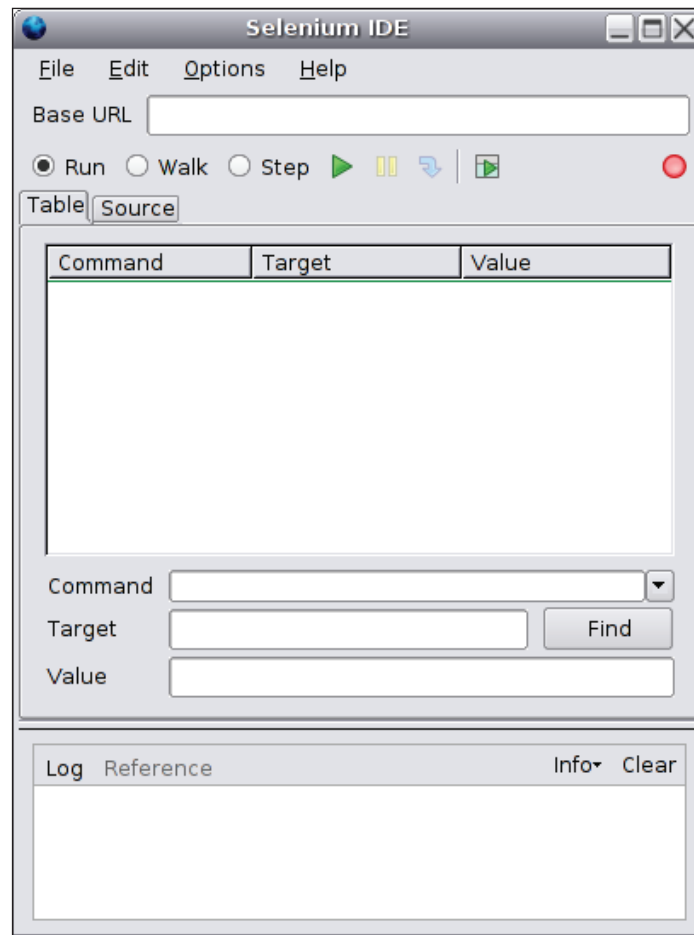 Selenium IDE
File Edit Options Help
Base URL
Run Walk Step
Table Source
Command Target Value
Command
Target Find
Value
Log Reference Info Clear